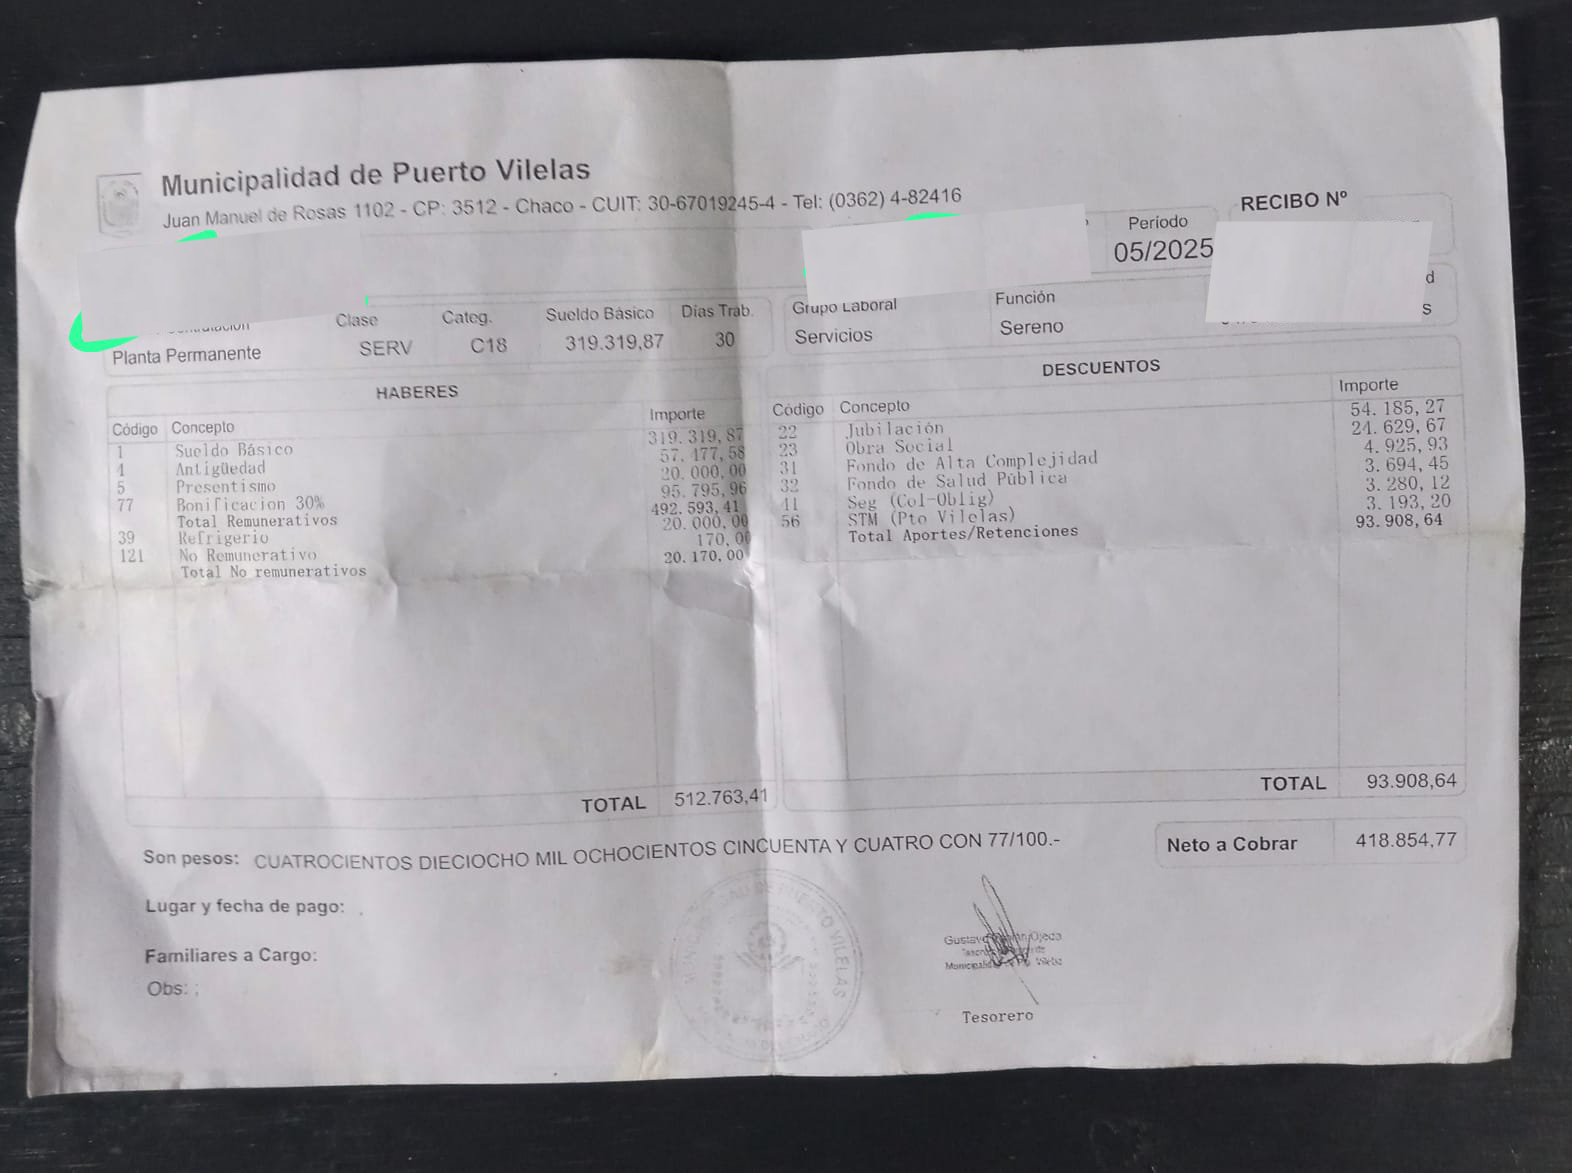 Municipalidad de Puerto Vilelas
Juan Manuel de Rosas 1102 - CP: 3512 - Chaco - CUIT: 30-67019245-4 - Tel: (0362) 4-82416
RECIBO Nº
Período
05/2025
Clase Categ. Sueldo Básico Días Trab.
Planta Permanente SERV C18 319.319,87 30
Grupo Laboral Función
Servicios Sereno
HABERES
Código Concepto Importe
1 Sueldo Básico 319.319,87
4 Antigüedad 57.477,58
5 Presentismo 20.000,00
77 Bonificacion 30% 95.795,96
Total Remunerativos 492.593,41
39 Refrigerio 20.000,00
121 No Remunerativo 170,00
Total No remunerativos 20.170,00
TOTAL 512.763,41
DESCUENTOS
Código Concepto Importe
22 Jubilación 54.185,27
23 Obra Social 24.629,67
31 Fondo de Alta Complejidad 4.925,93
32 Fondo de Salud Pública 3.694,45
41 Seg (Col-Oblig) 3.280,12
56 STM (Pto Vilelas) 3.193,20
Total Aportes/Retenciones 93.908,64
TOTAL 93.908,64
Neto a Cobrar 418.854,77
Son pesos: CUATROCIENTOS DIECIOCHO MIL OCHOCIENTOS CINCUENTA Y CUATRO CON 77/100.-
Lugar y fecha de pago:
Familiares a Cargo:
Obs: ;
Ojeda
Tesorero